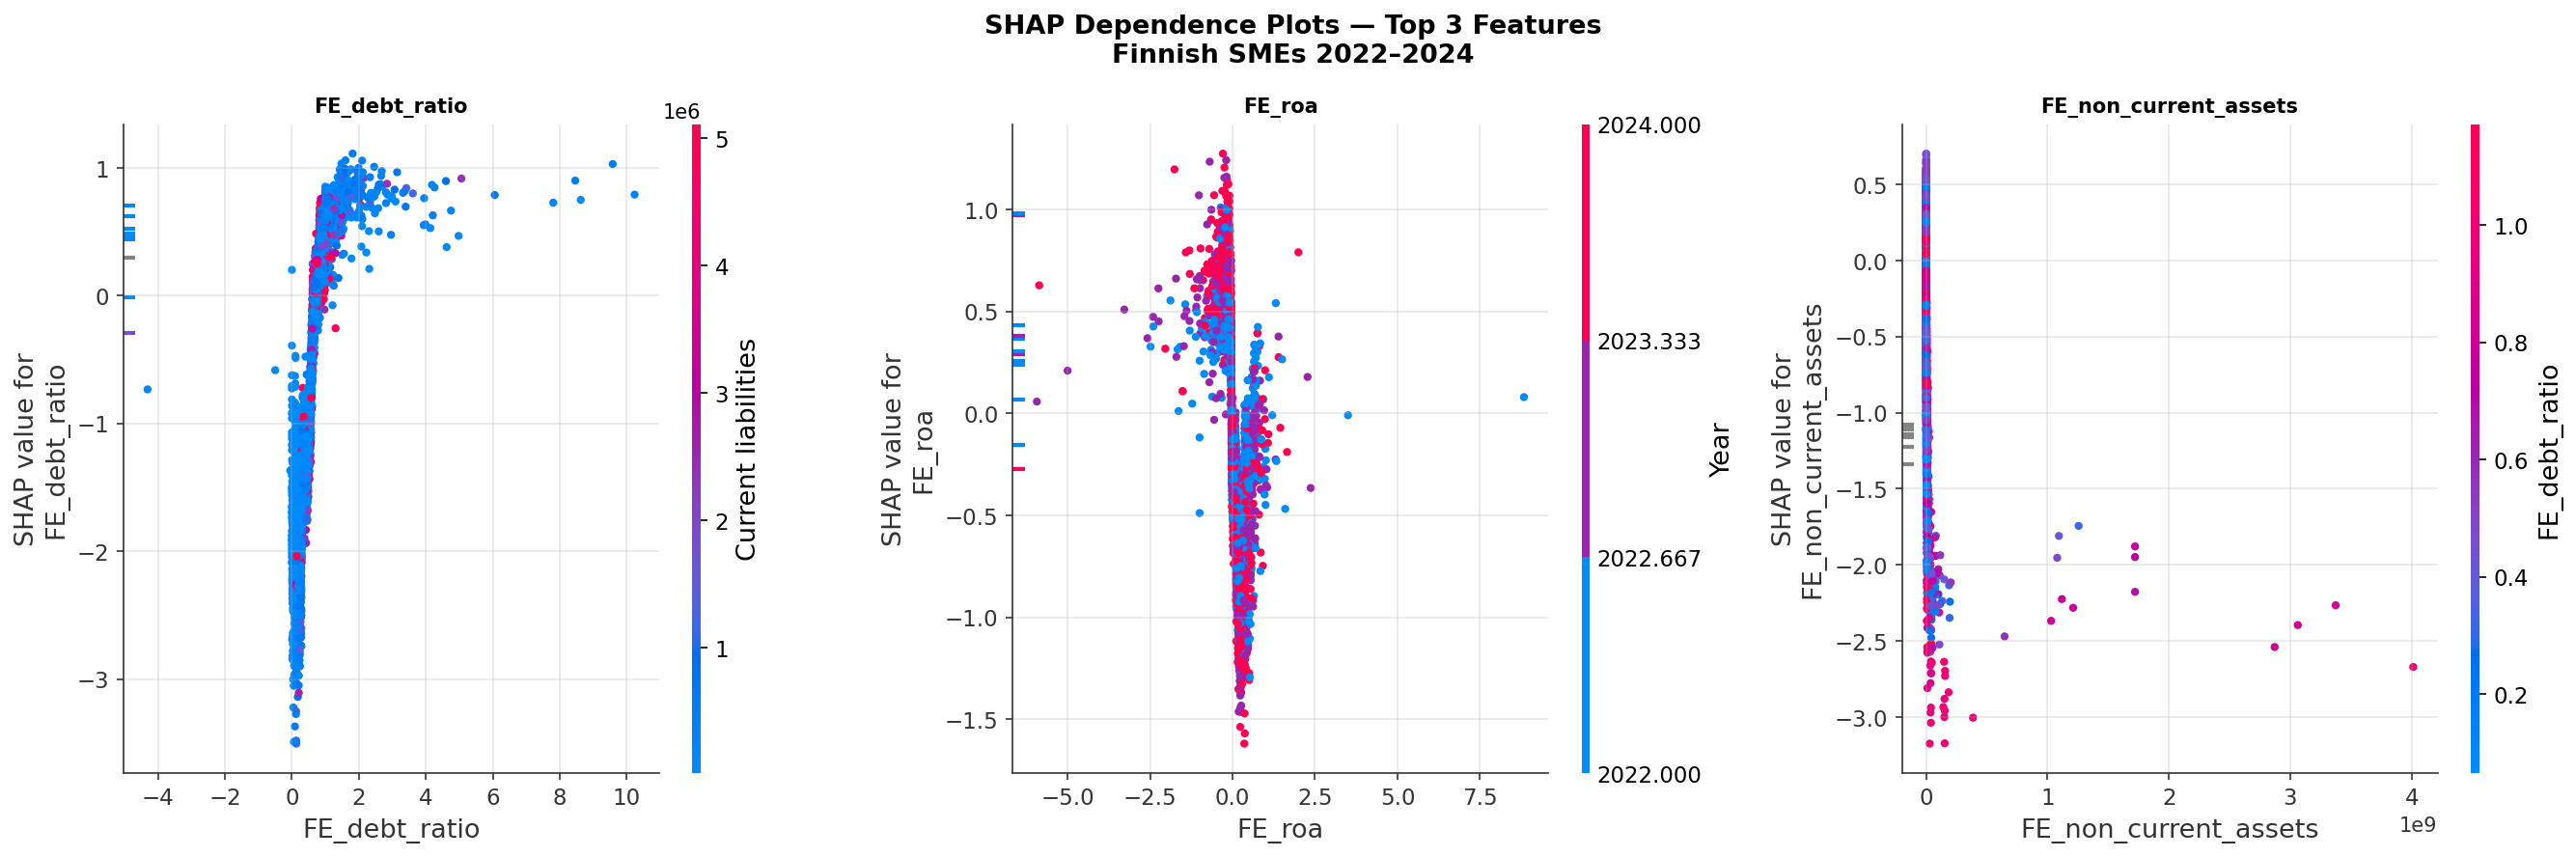 SHAP Dependence Plots — Top 3 Features
Finnish SMEs 2022–2024
FE_debt_ratio
1e6
1
0
−1
−2
−3
SHAP value for
FE_debt_ratio
−4
−2
0
2
4
6
8
10
FE_debt_ratio
5
4
3
2
1
Current liabilities
FE_roa
1.0
0.5
0.0
−0.5
−1.0
−1.5
SHAP value for
FE_roa
−5.0
−2.5
0.0
2.5
5.0
7.5
FE_roa
2024.000
2023.333
2022.667
2022.000
Year
FE_non_current_assets
0.5
0.0
−0.5
−1.0
−1.5
−2.0
−2.5
−3.0
SHAP value for
FE_non_current_assets
0
1
2
3
4
1e9
FE_non_current_assets
1.0
0.8
0.6
0.4
0.2
FE_debt_ratio